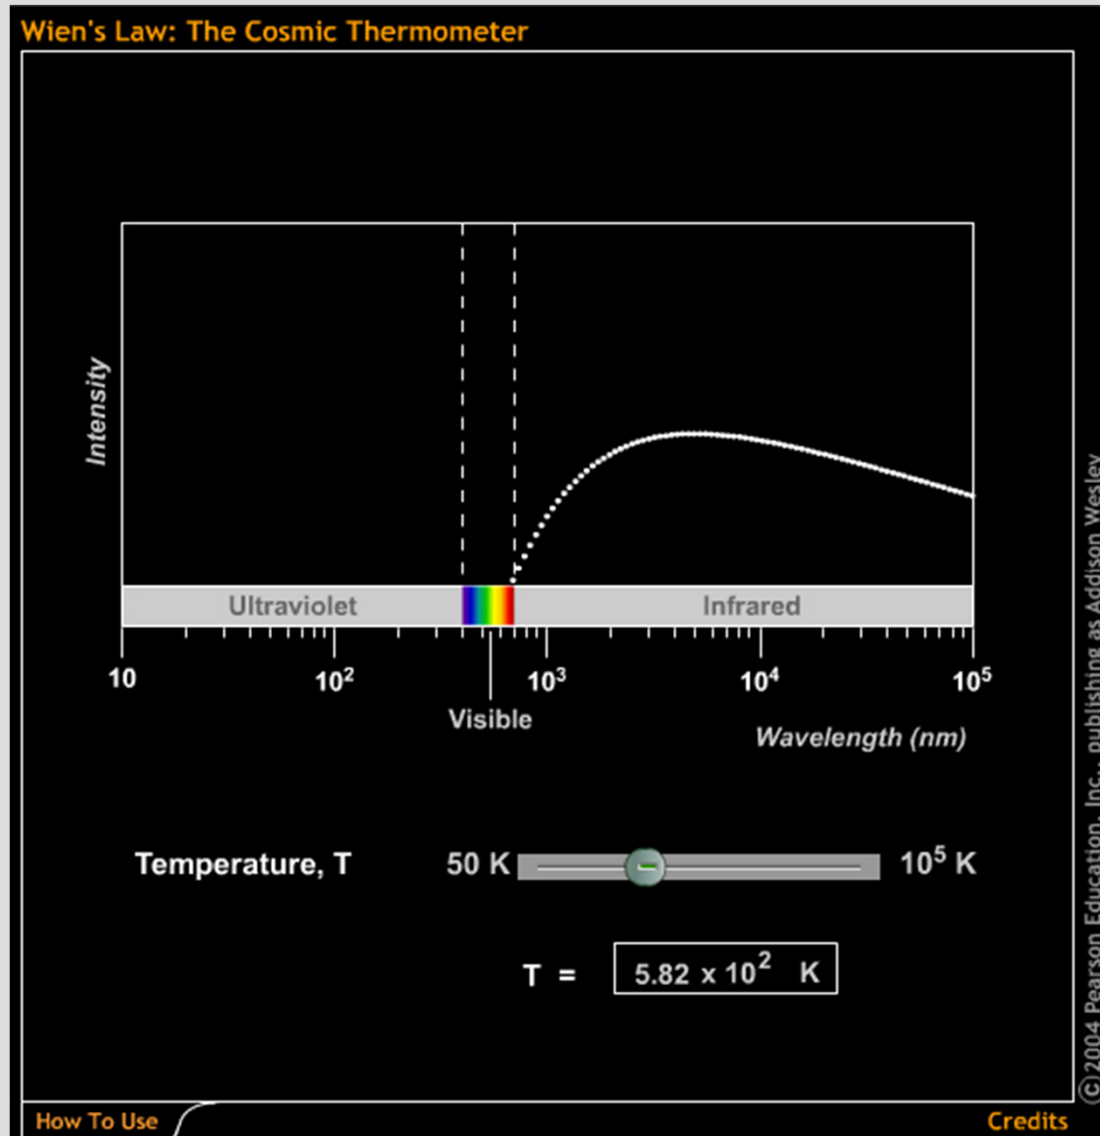 Wien's Law: The Cosmic Thermometer
Intensity
Ultraviolet
Infrared
10
10²
10³
10⁴
10⁵
Visible
Wavelength (nm)
Temperature, T
50 K
10⁵ K
T = 5.82 x 10² K
How To Use
Credits
©2004 Pearson Education, Inc., publishing as Addison Wesley